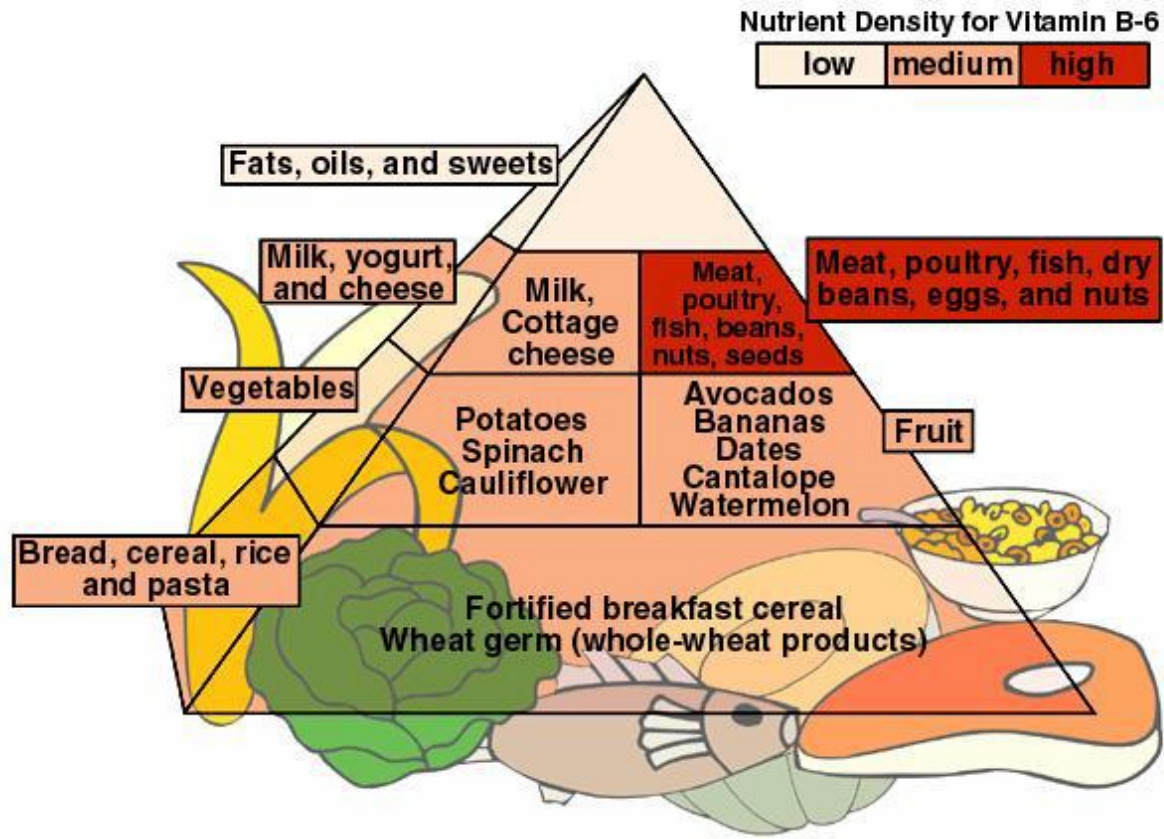 Nutrient Density for Vitamin B-6
low medium high
Fats, oils, and sweets
Milk, yogurt,
and cheese
Milk,
Cottage
cheese
Meat,
poultry,
fish, beans,
nuts, seeds
Meat, poultry, fish, dry
beans, eggs, and nuts
Vegetables
Potatoes
Spinach
Cauliflower
Avocados
Bananas
Dates
Cantalope
Watermelon
Fruit
Bread, cereal, rice
and pasta
Fortified breakfast cereal
Wheat germ (whole-wheat products)